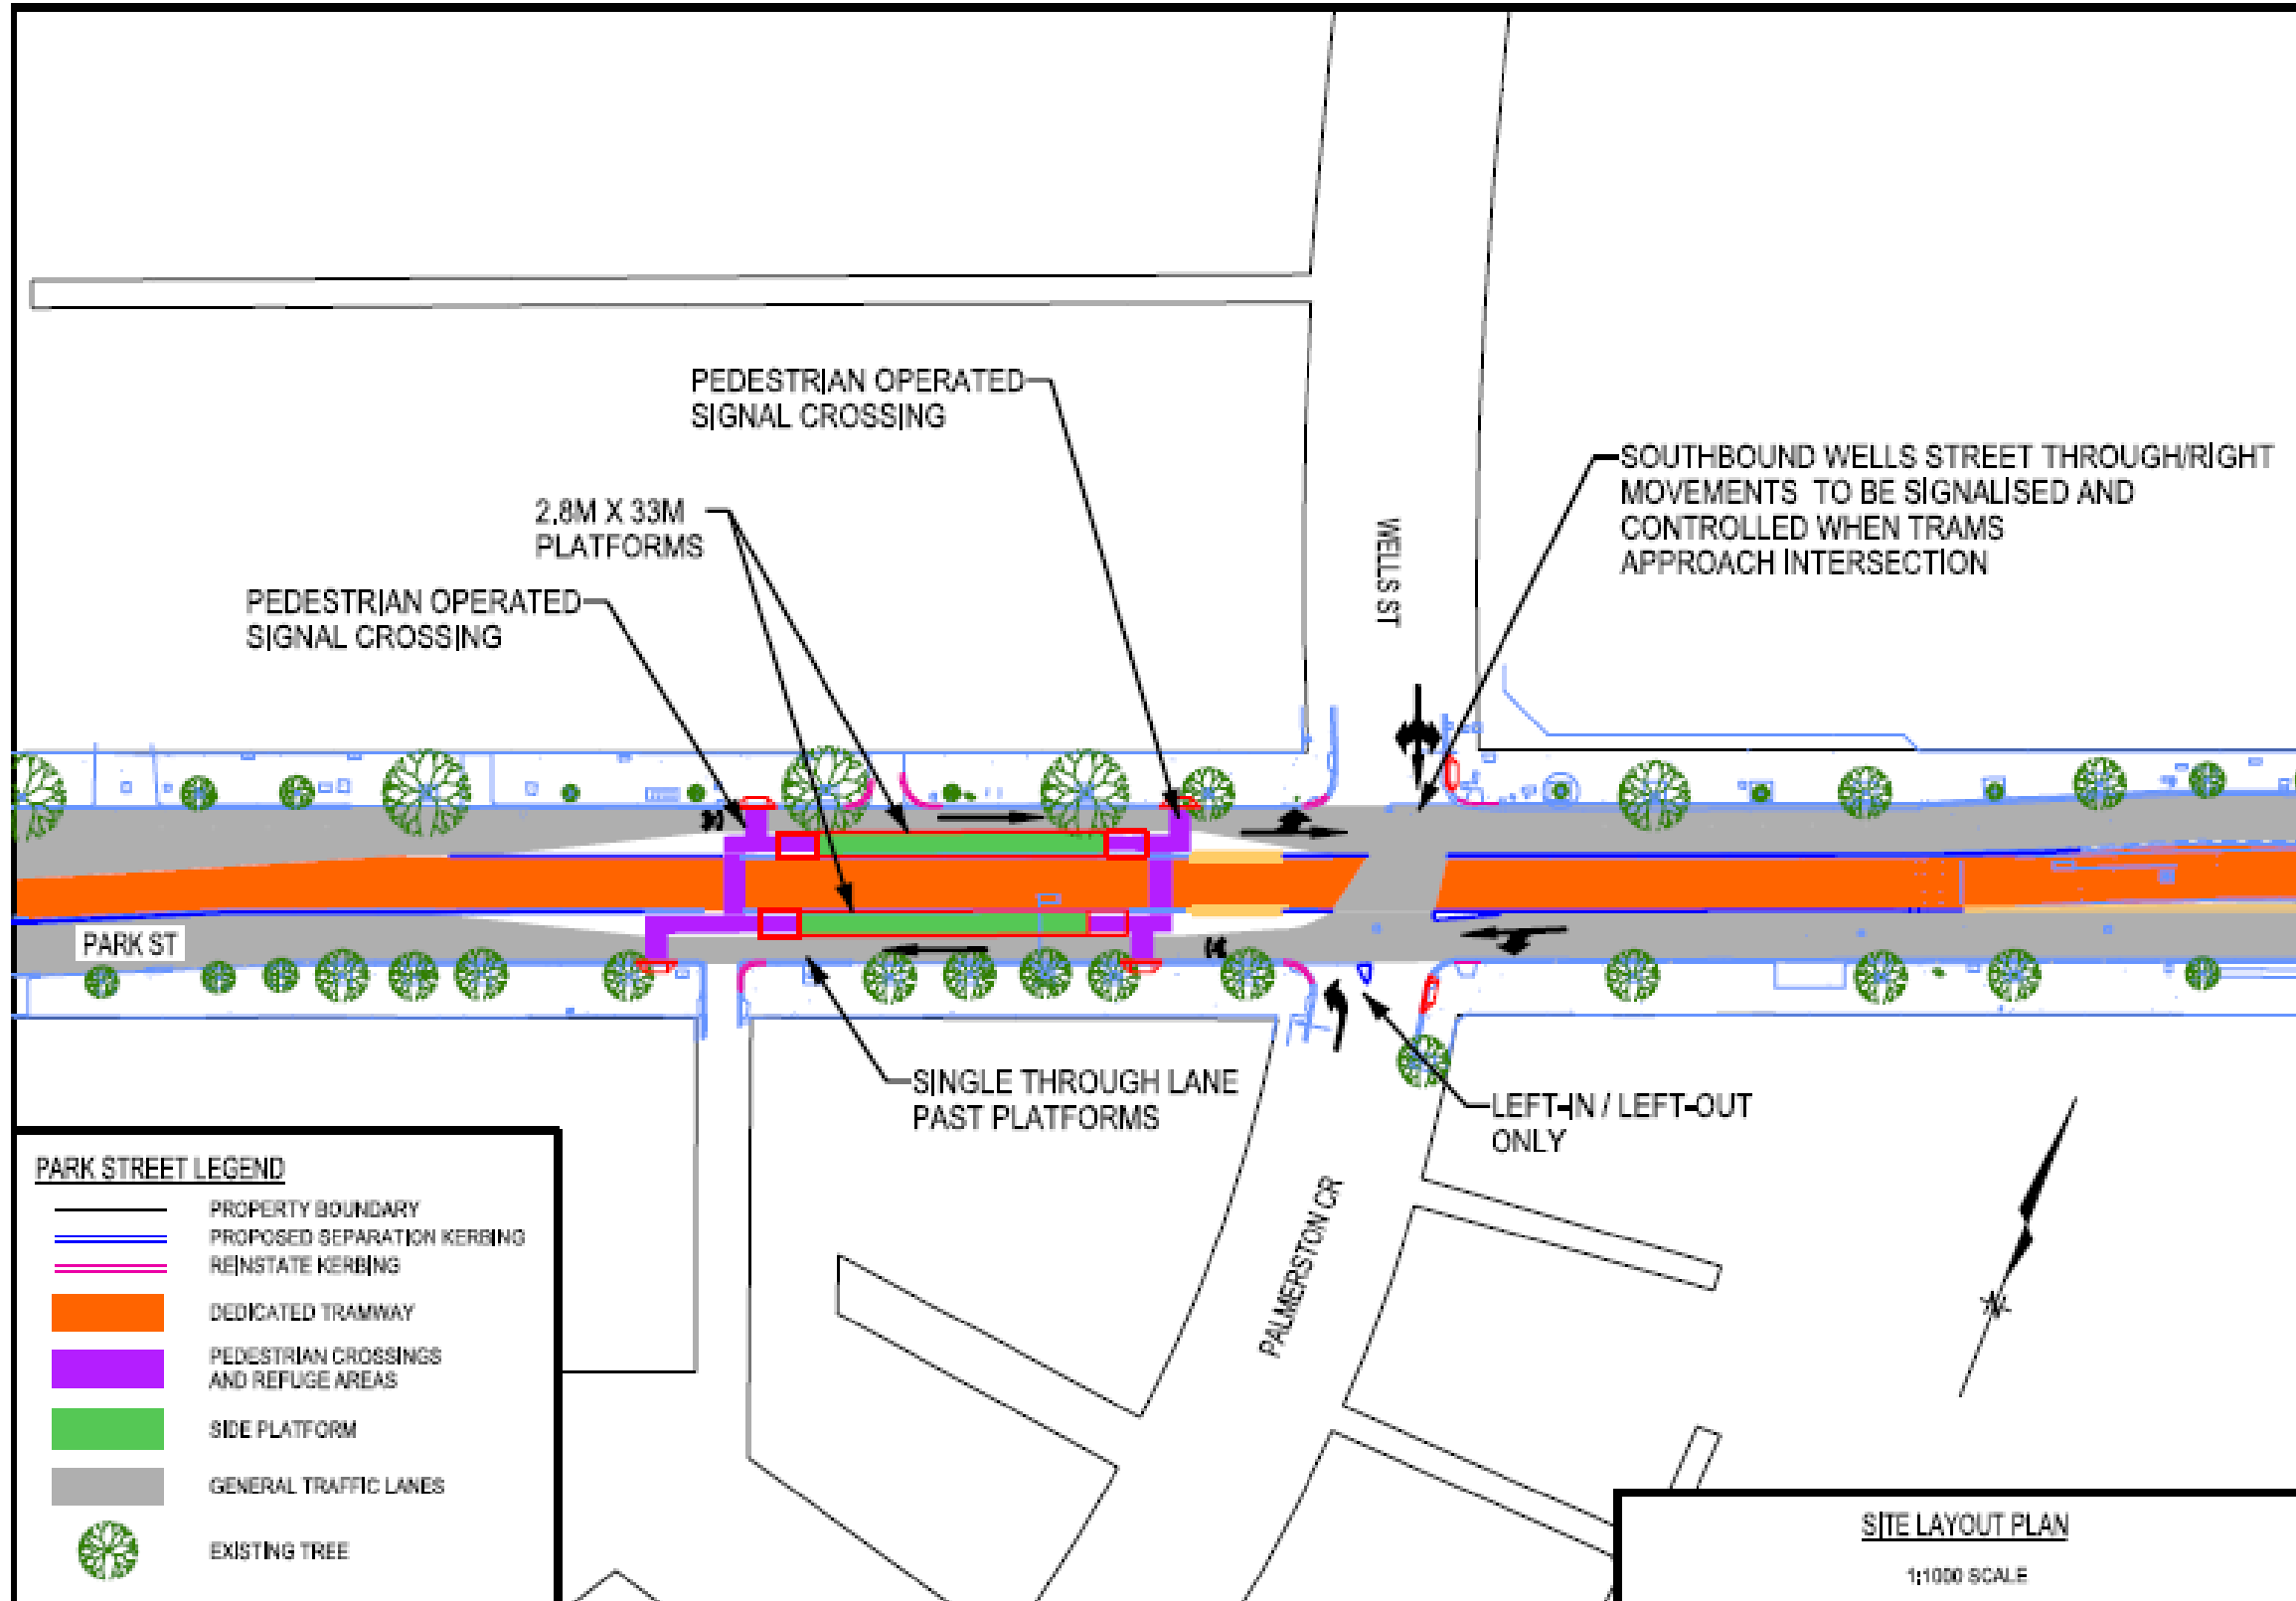 PEDESTRIAN OPERATED
SIGNAL CROSSING
SOUTHBOUND WELLS STREET THROUGH/RIGHT
MOVEMENTS TO BE SIGNALISED AND
CONTROLLED WHEN TRAMS
APPROACH INTERSECTION
2.8M X 33M
PLATFORMS
WELLS ST
PEDESTRIAN OPERATED
SIGNAL CROSSING
PARK ST
SINGLE THROUGH LANE
PAST PLATFORMS
LEFT-IN / LEFT-OUT
ONLY
PALMERSTON CR
PARK STREET LEGEND
PROPERTY BOUNDARY
PROPOSED SEPARATION KERBING
REINSTATE KERBING
DEDICATED TRAMWAY
PEDESTRIAN CROSSINGS
AND REFUGE AREAS
SIDE PLATFORM
GENERAL TRAFFIC LANES
EXISTING TREE
SITE LAYOUT PLAN
1:1000 SCALE